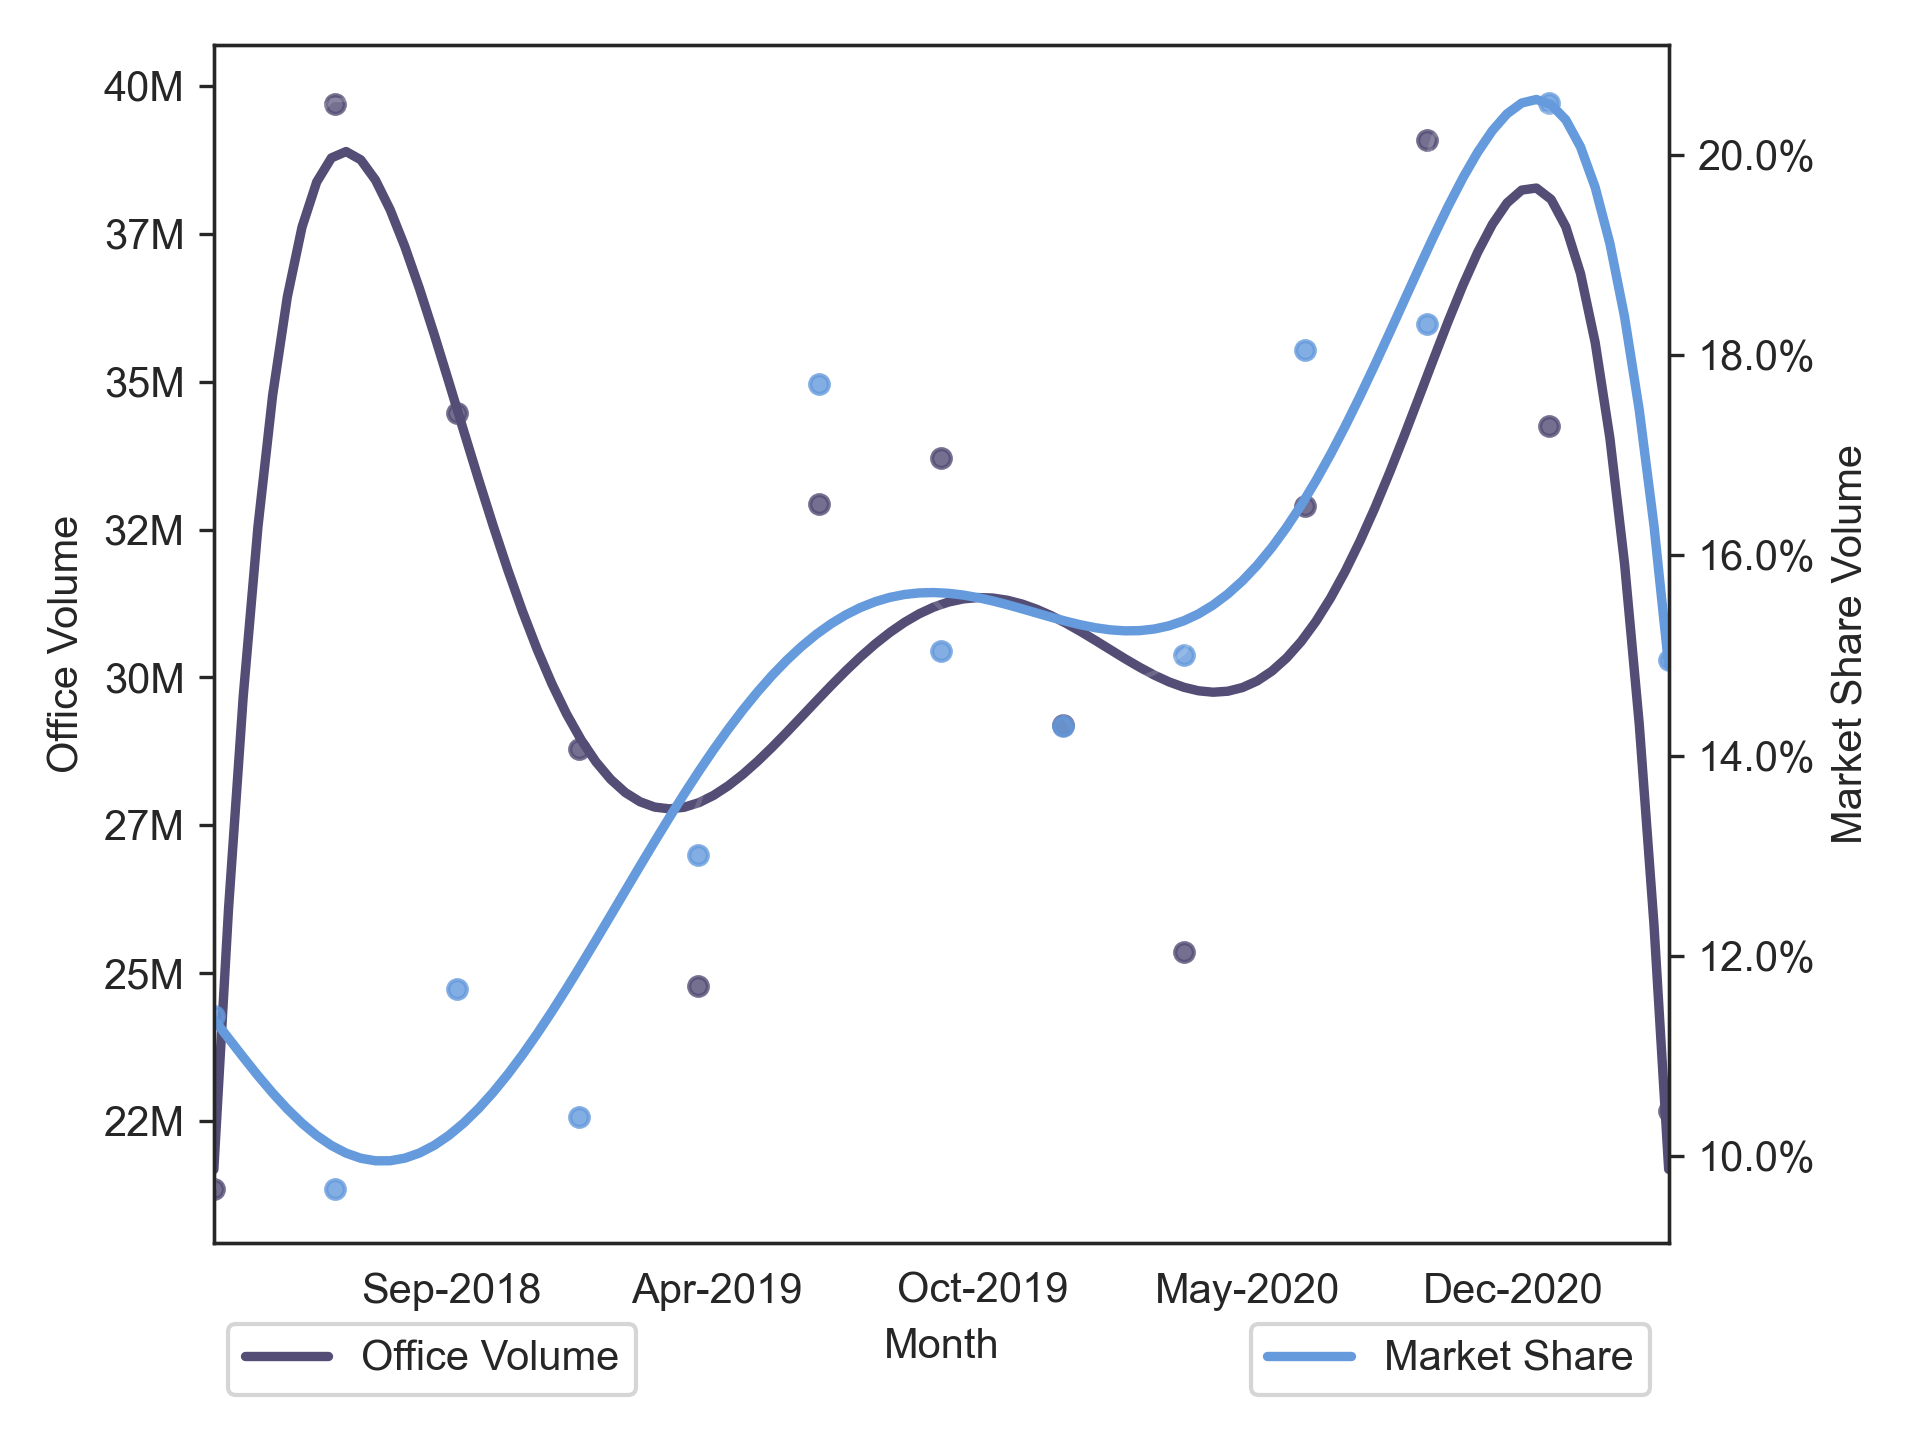 40M
37M
35M
32M
30M
27M
25M
22M
Office Volume
20.0%
18.0%
16.0%
14.0%
12.0%
10.0%
Market Share Volume
Sep-2018
Apr-2019
Oct-2019
May-2020
Dec-2020
Month
Office Volume
Market Share